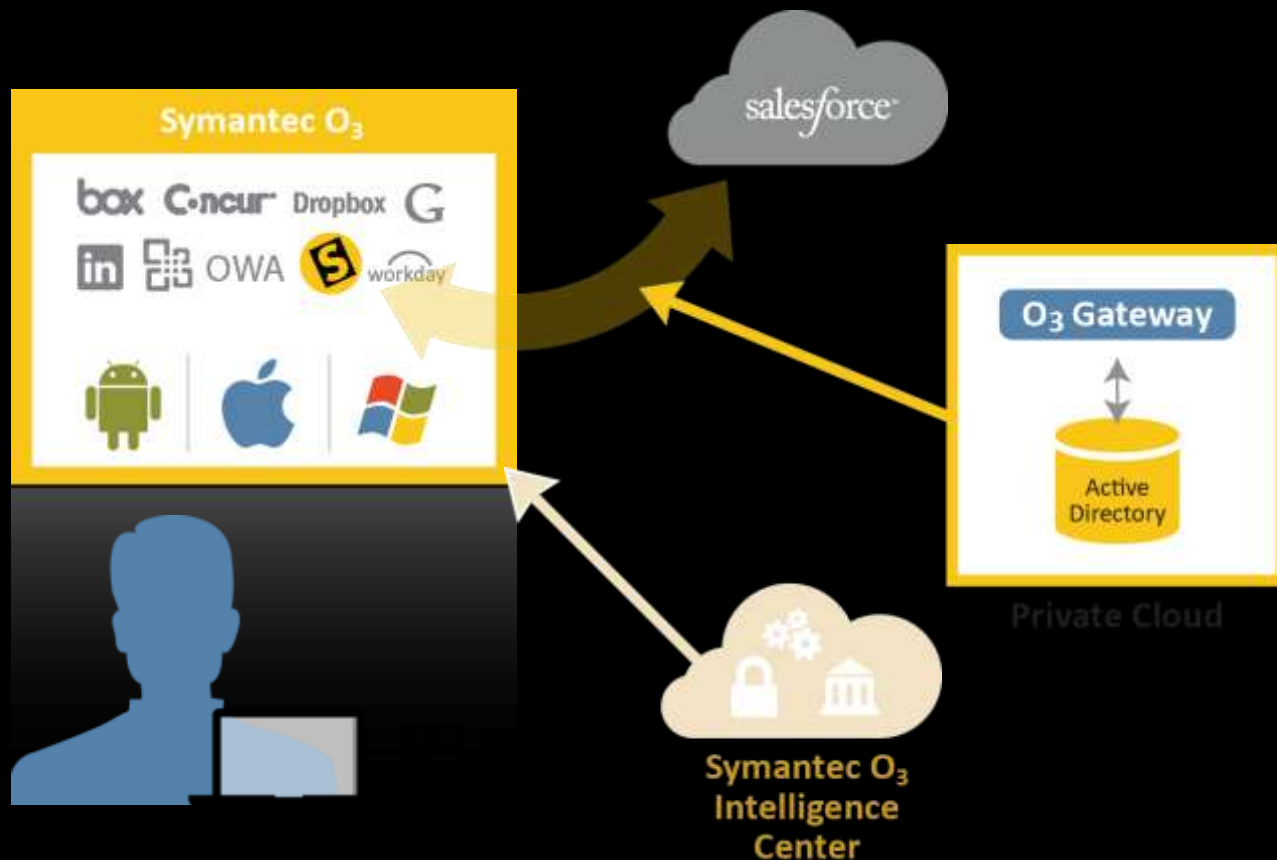 Symantec O₃
box Concur Dropbox G
in OWA S workday
salesforce
O₃ Gateway
Active
Directory
Private Cloud
Symantec O₃
Intelligence
Center